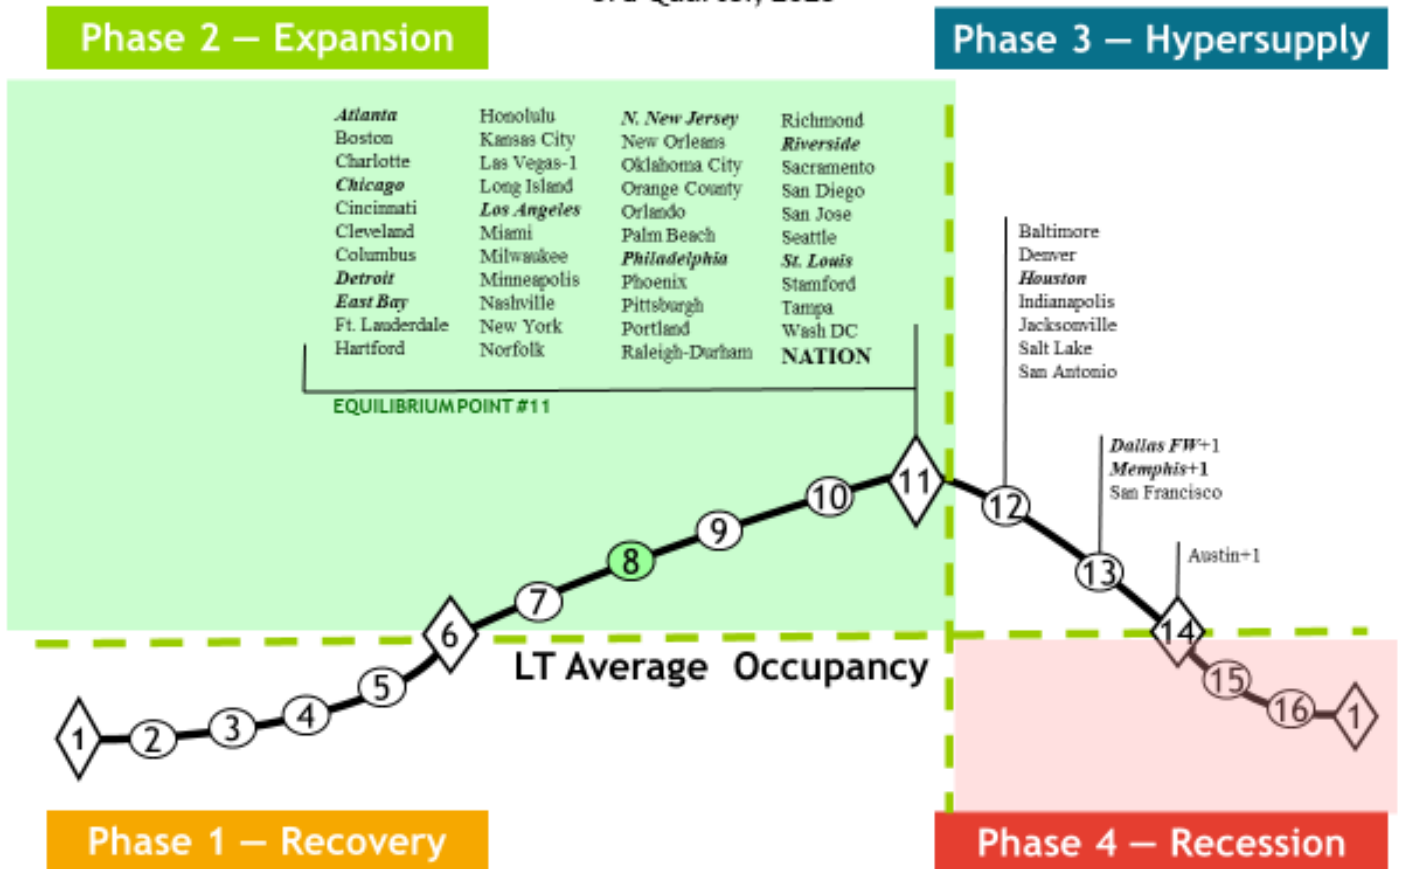 Phase 2 — Expansion
Phase 3 — Hypersupply
Atlanta
Boston
Charlotte
Chicago
Cincinnati
Cleveland
Columbus
Detroit
East Bay
Ft. Lauderdale
Hartford
Honolulu
Kansas City
Las Vegas-1
Long Island
Los Angeles
Miami
Milwaukee
Minneapolis
Nashville
New York
Norfolk
N. New Jersey
New Orleans
Oklahoma City
Orange County
Orlando
Palm Beach
Philadelphia
Phoenix
Pittsburgh
Portland
Raleigh-Durham
Richmond
Riverside
Sacramento
San Diego
San Jose
Seattle
St. Louis
Stamford
Tampa
Wash DC
NATION
EQUILIBRIUM POINT #11
Baltimore
Denver
Houston
Indianapolis
Jacksonville
Salt Lake
San Antonio
Dallas FW+1
Memphis+1
San Francisco
Austin+1
1
2
3
4
5
6
7
8
9
10
11
12
13
14
15
16
1
LT Average Occupancy
Phase 1 — Recovery
Phase 4 — Recession